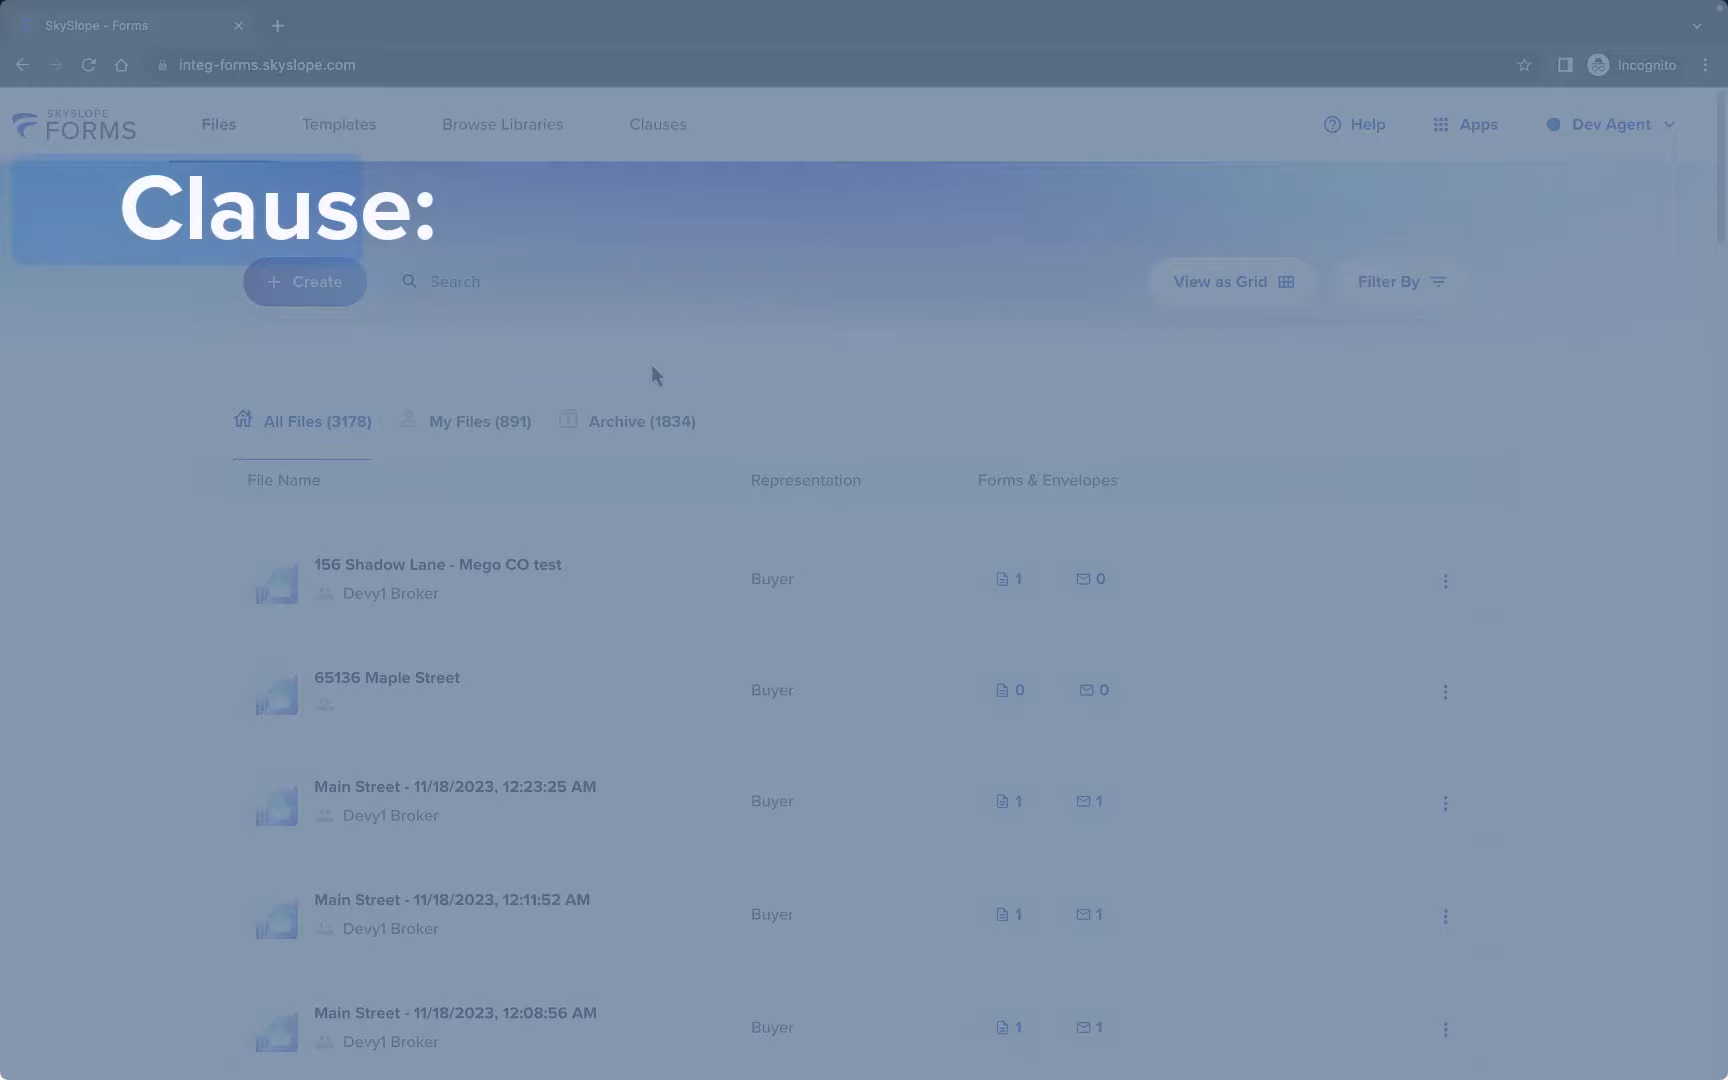 SkySlope - Forms
integ-forms.skyslope.com
Incognito
SKYSLOPE
FORMS
Files
Templates
Browse Libraries
Clauses
Help
Apps
Dev Agent
Clause:
Create
Search
View as Grid
Filter By
All Files (3178)
My Files (891)
Archive (1834)
File Name
Representation
Forms & Envelopes
156 Shadow Lane - Mego CO test
Devy1 Broker
Buyer
1
0
65136 Maple Street
Buyer
0
0
Main Street - 11/18/2023, 12:23:25 AM
Devy1 Broker
Buyer
1
1
Main Street - 11/18/2023, 12:11:52 AM
Devy1 Broker
Buyer
1
1
Main Street - 11/18/2023, 12:08:56 AM
Devy1 Broker
Buyer
1
1